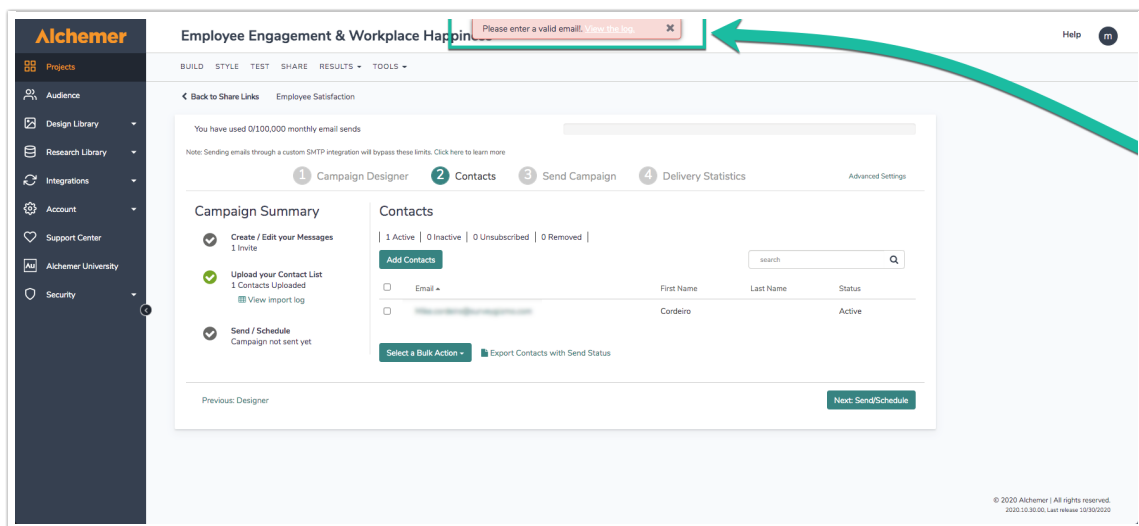 Alchemer
Employee Engagement & Workplace Happiness
Please enter a valid email!. View the log.
Help
m
Projects
BUILD STYLE TEST SHARE RESULTS TOOLS
Audience
Back to Share Links Employee Satisfaction
Design Library
You have used 0/100,000 monthly email sends
Research Library
Note: Sending emails through a custom SMTP integration will bypass these limits. Click here to learn more
Integrations
1 Campaign Designer 2 Contacts 3 Send Campaign 4 Delivery Statistics Advanced Settings
Account
Support Center
Au Alchemer University
Security
Campaign Summary
Create / Edit your Messages
1 Invite
Upload your Contact List
1 Contacts Uploaded
View import log
Send / Schedule
Campaign not sent yet
Contacts
1 Active | 0 Inactive | 0 Unsubscribed | 0 Removed |
Add Contacts
search
Email First Name Last Name Status
Cordeiro Active
Select a Bulk Action Export Contacts with Send Status
Previous: Designer
Next: Send/Schedule
© 2020 Alchemer | All rights reserved.
2020.10.30.00, Last release 10/30/2020